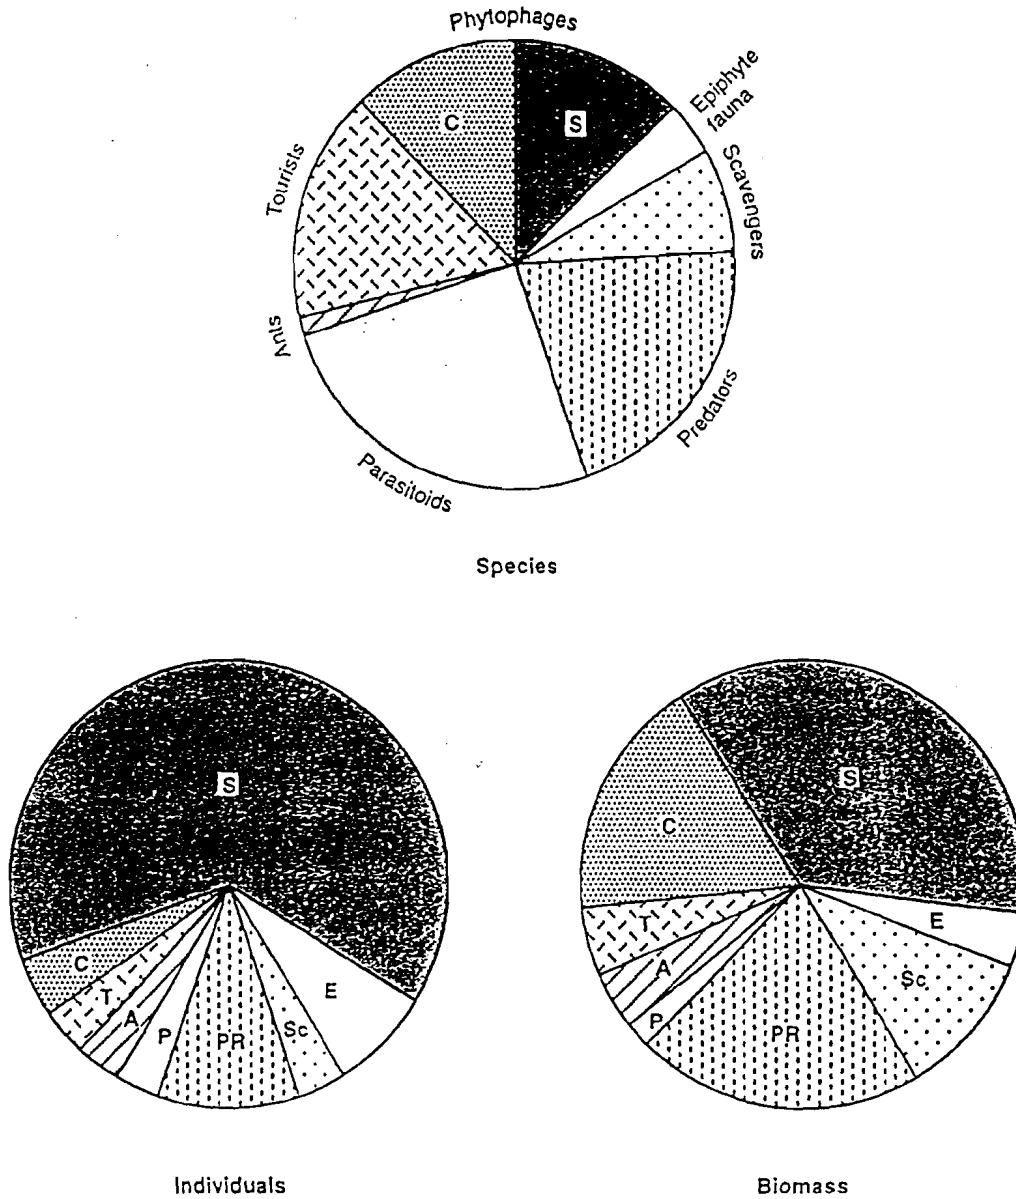 Phytophages
C
S
Epiphyte
fauna
Scavengers
Tourists
Ants
Predators
Parasitoids
Species
S
C
T
A
P
PR
Sc
E
Individuals
S
C
T
A
P
PR
Sc
E
Biomass